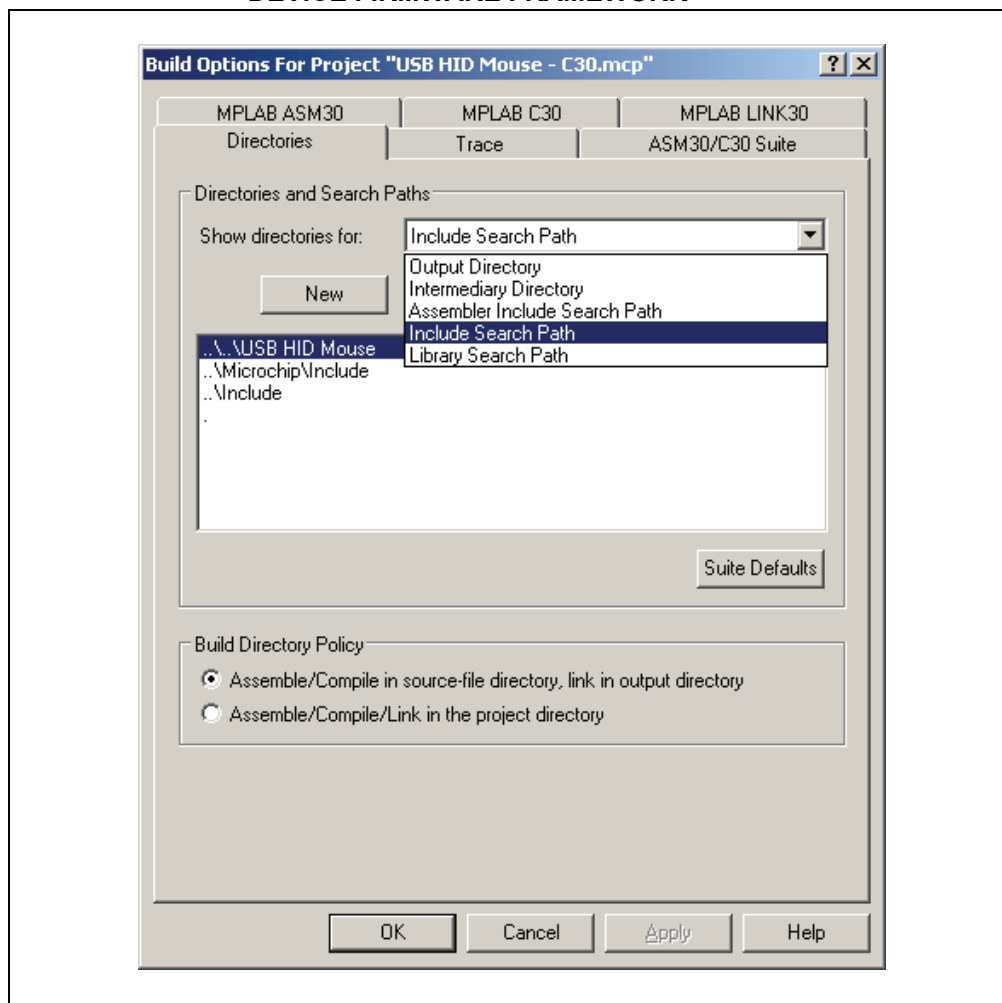 DEVICE FIRMWARE FRAMEWORK
Build Options For Project "USB HID Mouse - C30.mcp"
MPLAB ASM30 MPLAB C30 MPLAB LINK30
Directories Trace ASM30/C30 Suite
Directories and Search Paths
Show directories for: Include Search Path
Output Directory
New Intermediary Directory
Assembler Include Search Path
Include Search Path
..\..\USB HID Mouse Library Search Path
..\Microchip\Include
..\Include
.
Suite Defaults
Build Directory Policy
Assemble/Compile in source-file directory, link in output directory
Assemble/Compile/Link in the project directory
OK Cancel Apply Help